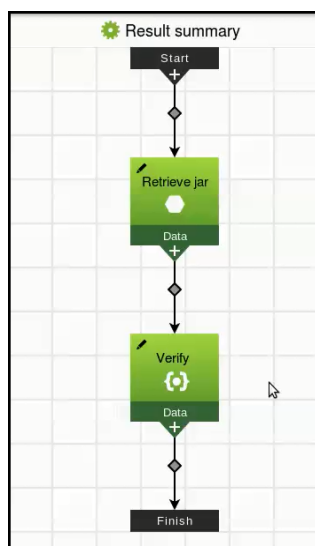 Result summary
Start
Retrieve jar
Data
Verify
Data
Finish